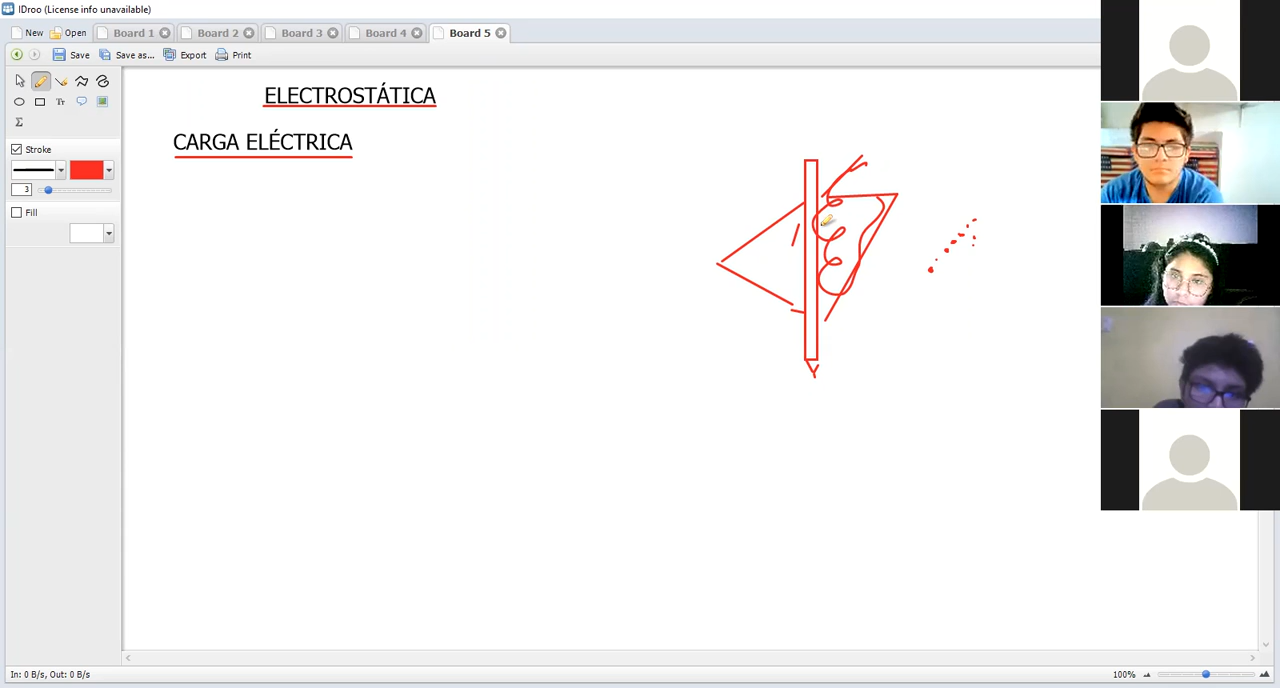 IDroo (License info unavailable)
New Open Board 1 Board 2 Board 3 Board 4 Board 5
Save Save as... Export Print
Tr
Σ
Stroke
3
Fill
ELECTROSTÁTICA
CARGA ELÉCTRICA
In: 0 B/s, Out: 0 B/s 100%